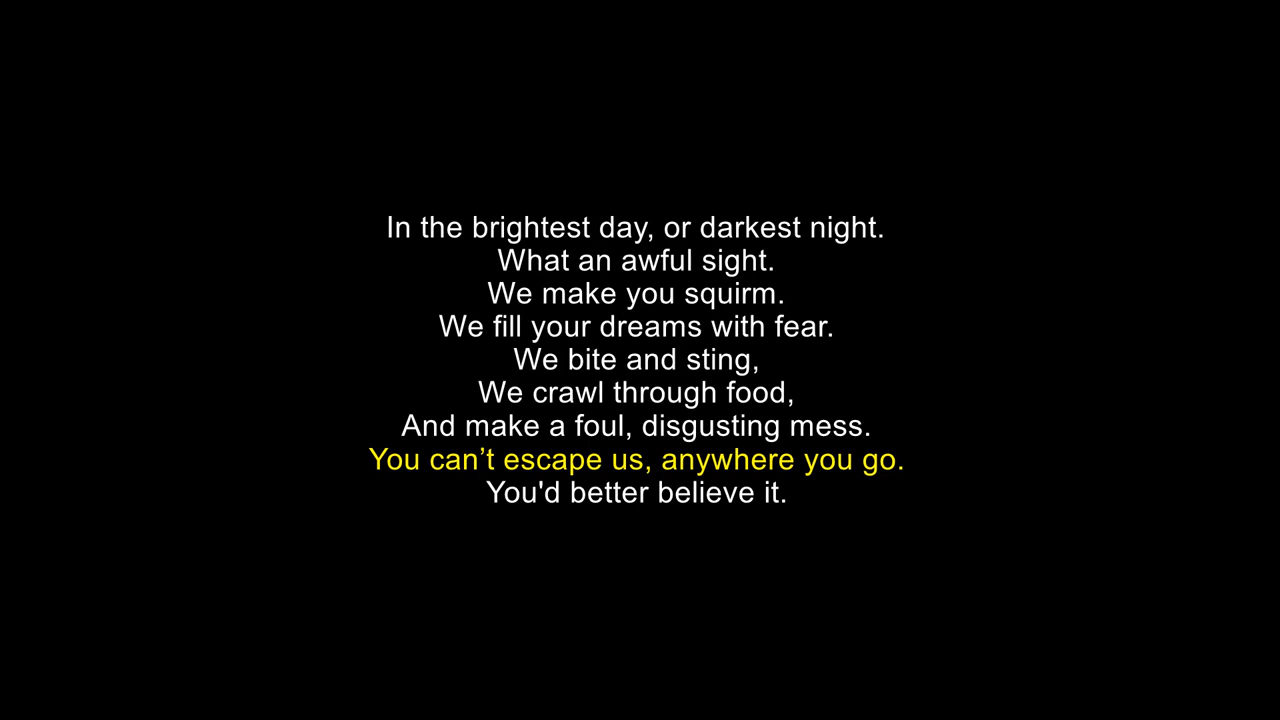 In the brightest day, or darkest night.
What an awful sight.
We make you squirm.
We fill your dreams with fear.
We bite and sting,
We crawl through food,
And make a foul, disgusting mess.
You can’t escape us, anywhere you go.
You'd better believe it.